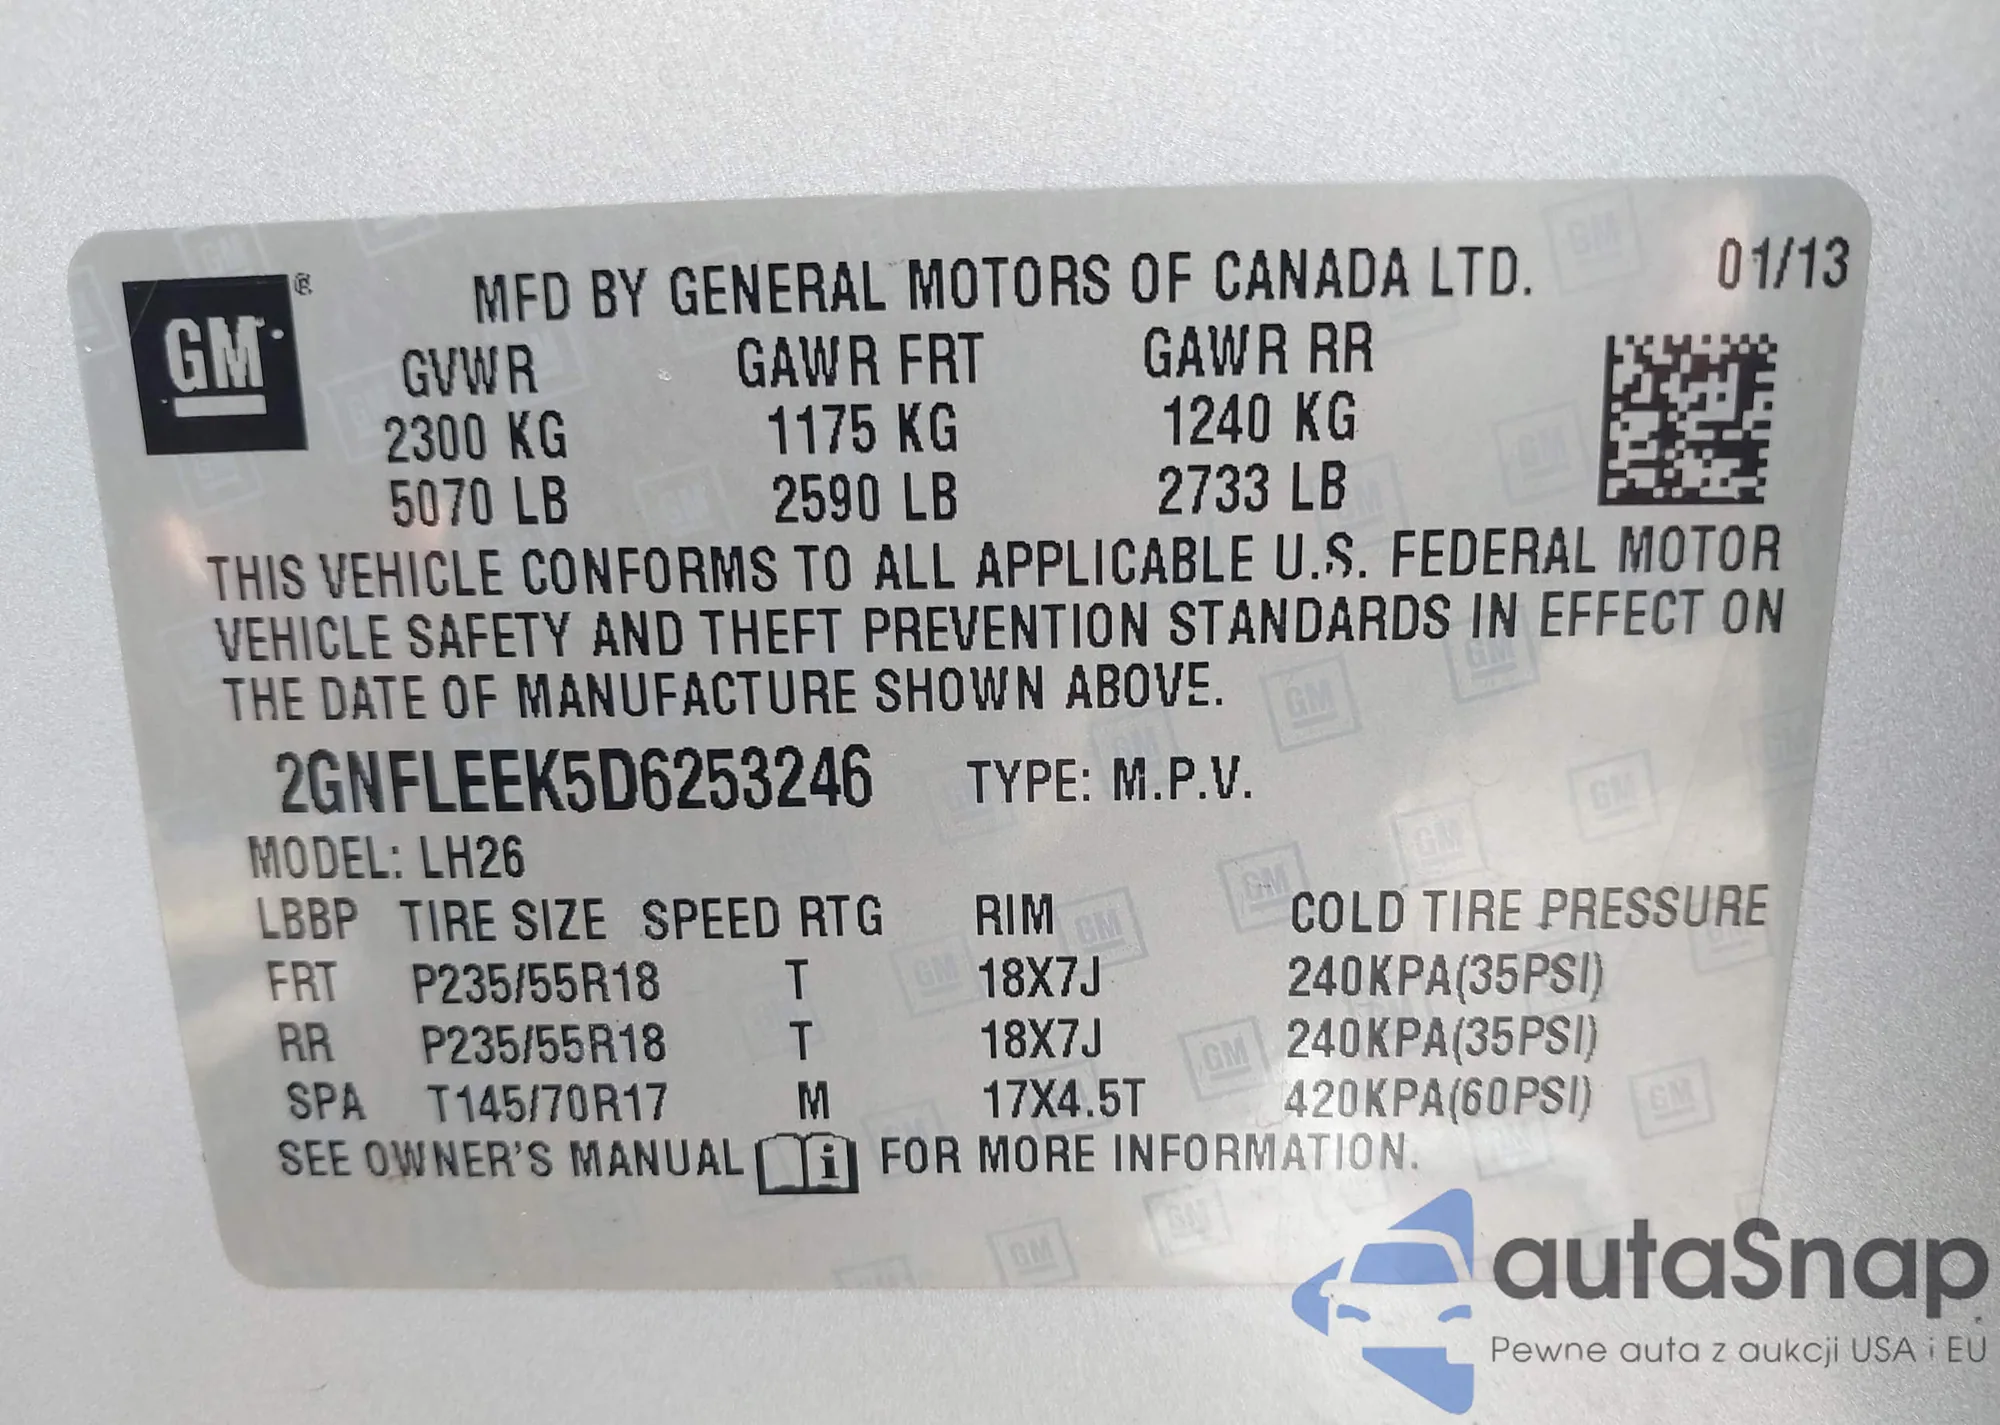 GM ®
MFD BY GENERAL MOTORS OF CANADA LTD. 01/13
GVWR GAWR FRT GAWR RR
2300 KG 1175 KG 1240 KG
5070 LB 2590 LB 2733 LB
THIS VEHICLE CONFORMS TO ALL APPLICABLE U.S. FEDERAL MOTOR
VEHICLE SAFETY AND THEFT PREVENTION STANDARDS IN EFFECT ON
THE DATE OF MANUFACTURE SHOWN ABOVE.
2GNFLEEK5D6253246 TYPE: M.P.V.
MODEL: LH26
LBBP TIRE SIZE SPEED RTG RIM COLD TIRE PRESSURE
FRT P235/55R18 T 18X7J 240KPA(35PSI)
RR P235/55R18 T 18X7J 240KPA(35PSI)
SPA T145/70R17 M 17X4.5T 420KPA(60PSI)
SEE OWNER'S MANUAL i FOR MORE INFORMATION.
autaSnap
Pewne auta z aukcji USA i EU